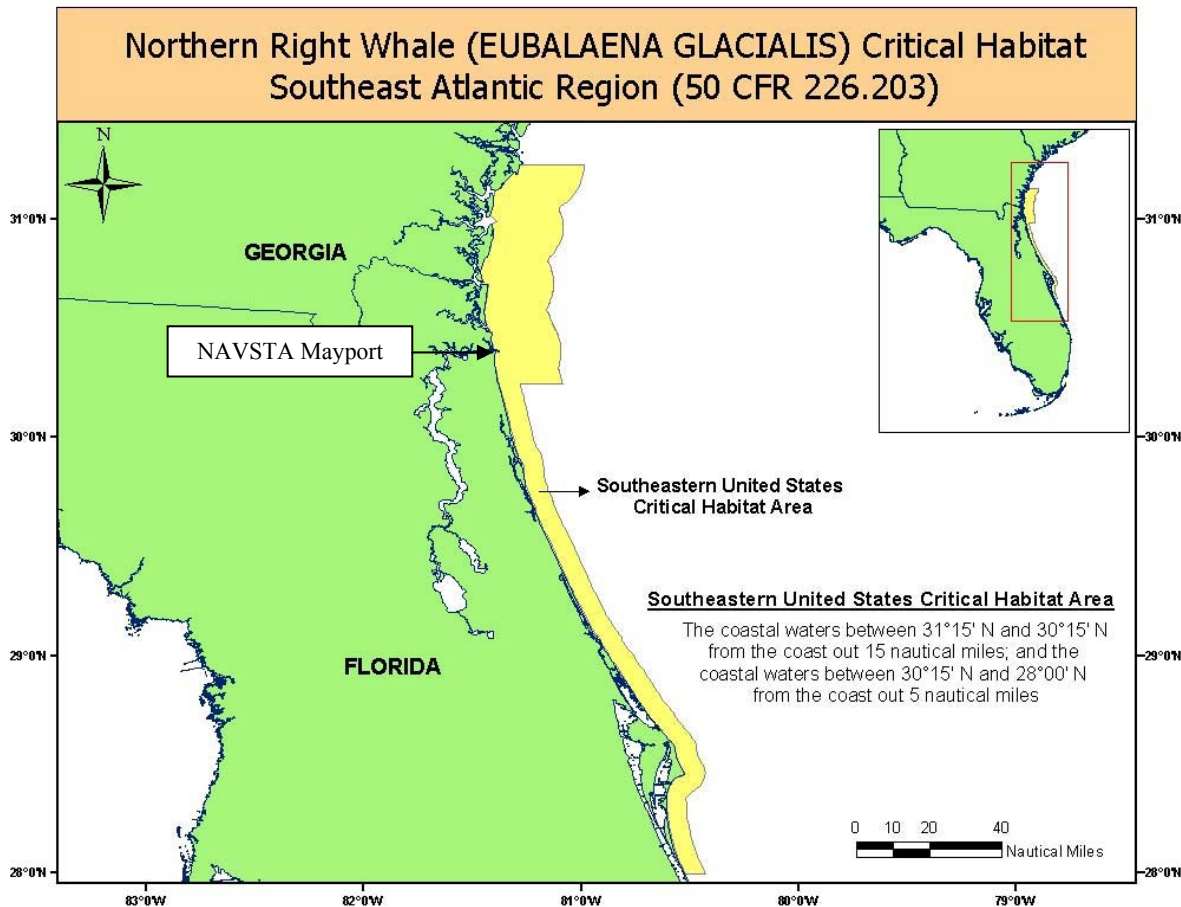 Northern Right Whale (EUBALAENA GLACIALIS) Critical Habitat
Southeast Atlantic Region (50 CFR 226.203)
N
31°0'N
31°0'N
GEORGIA
NAVSTA Mayport
30°0'N
30°0'N
Southeastern United States
Critical Habitat Area
Southeastern United States Critical Habitat Area
The coastal waters between 31°15' N and 30°15' N
from the coast out 15 nautical miles; and the
coastal waters between 30°15' N and 28°00' N
from the coast out 5 nautical miles
29°0'N
29°0'N
FLORIDA
0 10 20 40
Nautical Miles
28°0'N
28°0'N
83°0'W 82°0'W 81°0'W 80°0'W 79°0'W